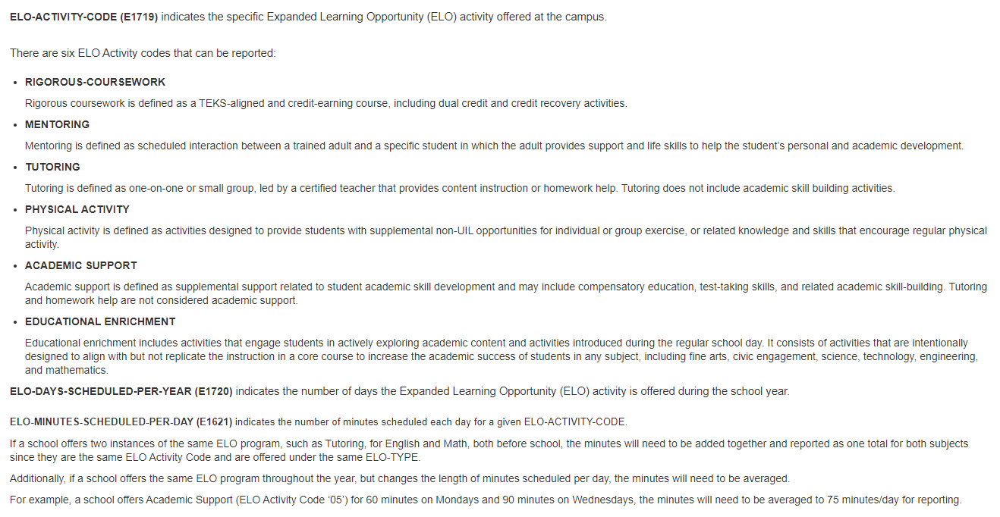 ELO-ACTIVITY-CODE (E1719) indicates the specific Expanded Learning Opportunity (ELO) activity offered at the campus.
There are six ELO Activity codes that can be reported:
• RIGOROUS-COURSEWORK
Rigorous coursework is defined as a TEKS-aligned and credit-earning course, including dual credit and credit recovery activities.
• MENTORING
Mentoring is defined as scheduled interaction between a trained adult and a specific student in which the adult provides support and life skills to help the student's personal and academic development.
• TUTORING
Tutoring is defined as one-on-one or small group, led by a certified teacher that provides content instruction or homework help. Tutoring does not include academic skill building activities.
• PHYSICAL ACTIVITY
Physical activity is defined as activities designed to provide students with supplemental non-UIL opportunities for individual or group exercise, or related knowledge and skills that encourage regular physical
activity.
• ACADEMIC SUPPORT
Academic support is defined as supplemental support related to student academic skill development and may include compensatory education, test-taking skills, and related academic skill-building. Tutoring
and homework help are not considered academic support.
• EDUCATIONAL ENRICHMENT
Educational enrichment includes activities that engage students in actively exploring academic content and activities introduced during the regular school day. It consists of activities that are intentionally
designed to align with but not replicate the instruction in a core course to increase the academic success of students in any subject, including fine arts, civic engagement, science, technology, engineering,
and mathematics.
ELO-DAYS-SCHEDULED-PER-YEAR (E1720) indicates the number of days the Expanded Learning Opportunity (ELO) activity is offered during the school year.
ELO-MINUTES-SCHEDULED-PER-DAY (E1621) indicates the number of minutes scheduled each day for a given ELO-ACTIVITY-CODE.
If a school offers two instances of the same ELO program, such as Tutoring, for English and Math, both before school, the minutes will need to be added together and reported as one total for both subjects
since they are the same ELO Activity Code and are offered under the same ELO-TYPE.
Additionally, if a school offers the same ELO program throughout the year, but changes the length of minutes scheduled per day, the minutes will need to be averaged.
For example, a school offers Academic Support (ELO Activity Code '05') for 60 minutes on Mondays and 90 minutes on Wednesdays, the minutes will need to be averaged to 75 minutes/day for reporting.